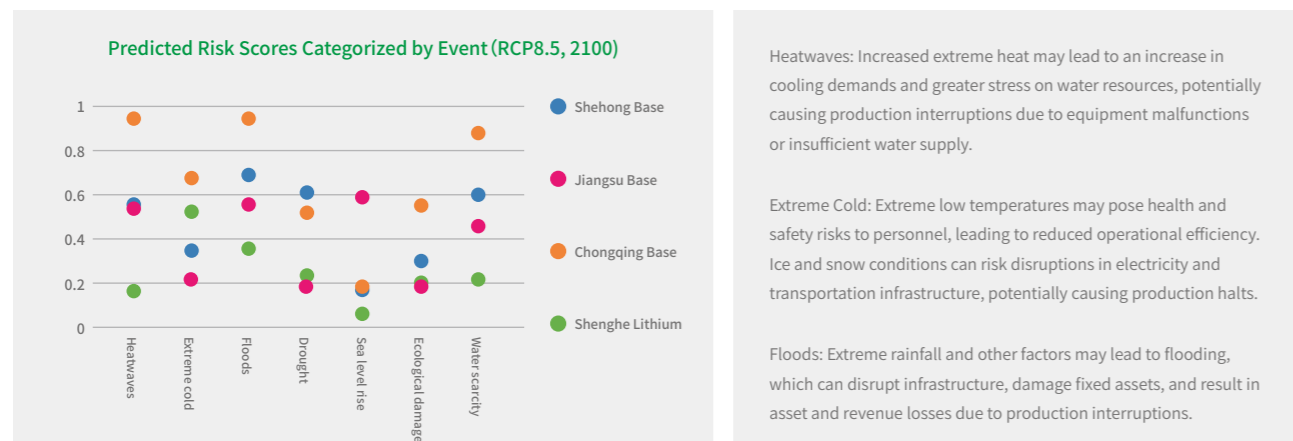 Predicted Risk Scores Categorized by Event (RCP8.5, 2100)
1
0.8
0.6
0.4
0.2
0
Heatwaves
Extreme cold
Floods
Drought
Sea level rise
Ecological damage
Water scarcity
Shehong Base
Jiangsu Base
Chongqing Base
Shenghe Lithium
Heatwaves: Increased extreme heat may lead to an increase in
cooling demands and greater stress on water resources, potentially
causing production interruptions due to equipment malfunctions
or insufficient water supply.
Extreme Cold: Extreme low temperatures may pose health and
safety risks to personnel, leading to reduced operational efficiency.
Ice and snow conditions can risk disruptions in electricity and
transportation infrastructure, potentially causing production halts.
Floods: Extreme rainfall and other factors may lead to flooding,
which can disrupt infrastructure, damage fixed assets, and result in
asset and revenue losses due to production interruptions.